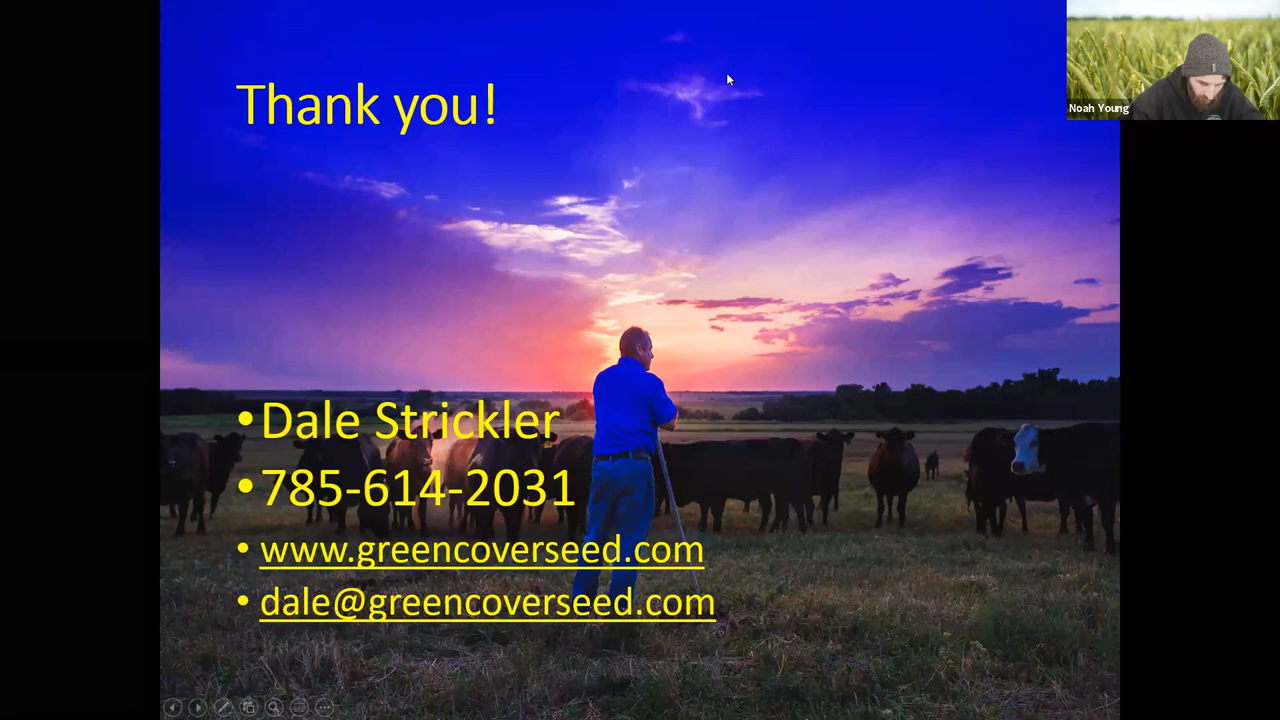 Thank you!
Noah Young
•Dale Strickler
•785-614-2031
• www.greencoverseed.com
• dale@greencoverseed.com